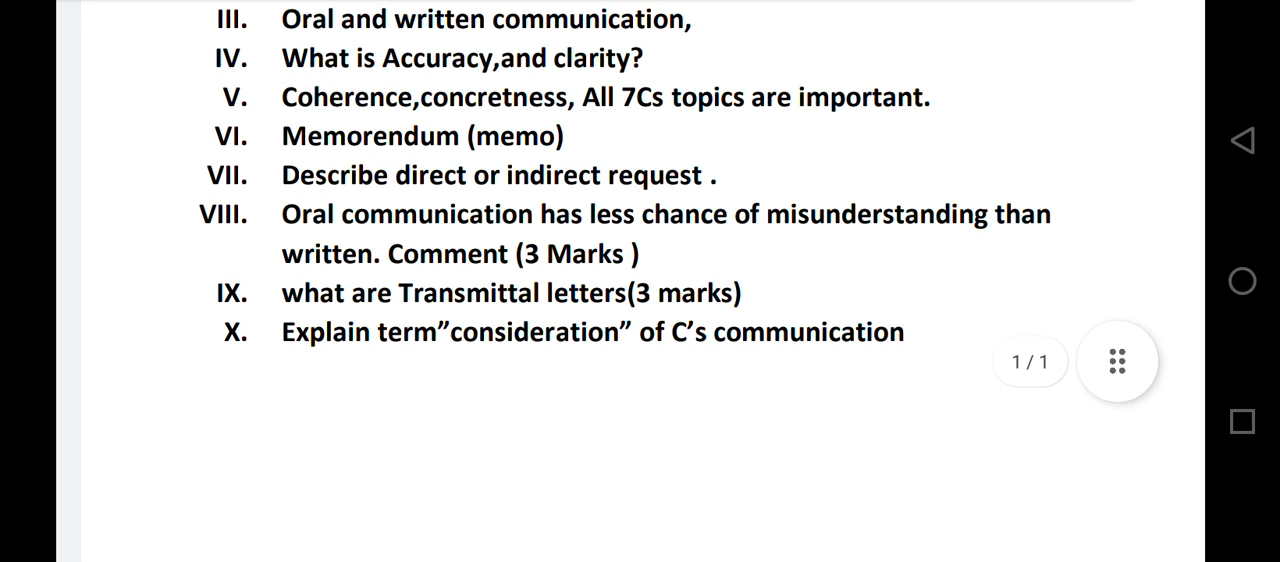 III. Oral and written communication,
IV. What is Accuracy,and clarity?
V. Coherence,concretness, All 7Cs topics are important.
VI. Memorendum (memo)
VII. Describe direct or indirect request .
VIII. Oral communication has less chance of misunderstanding than
written. Comment (3 Marks )
IX. what are Transmittal letters(3 marks)
X. Explain term”consideration” of C’s communication
1 / 1